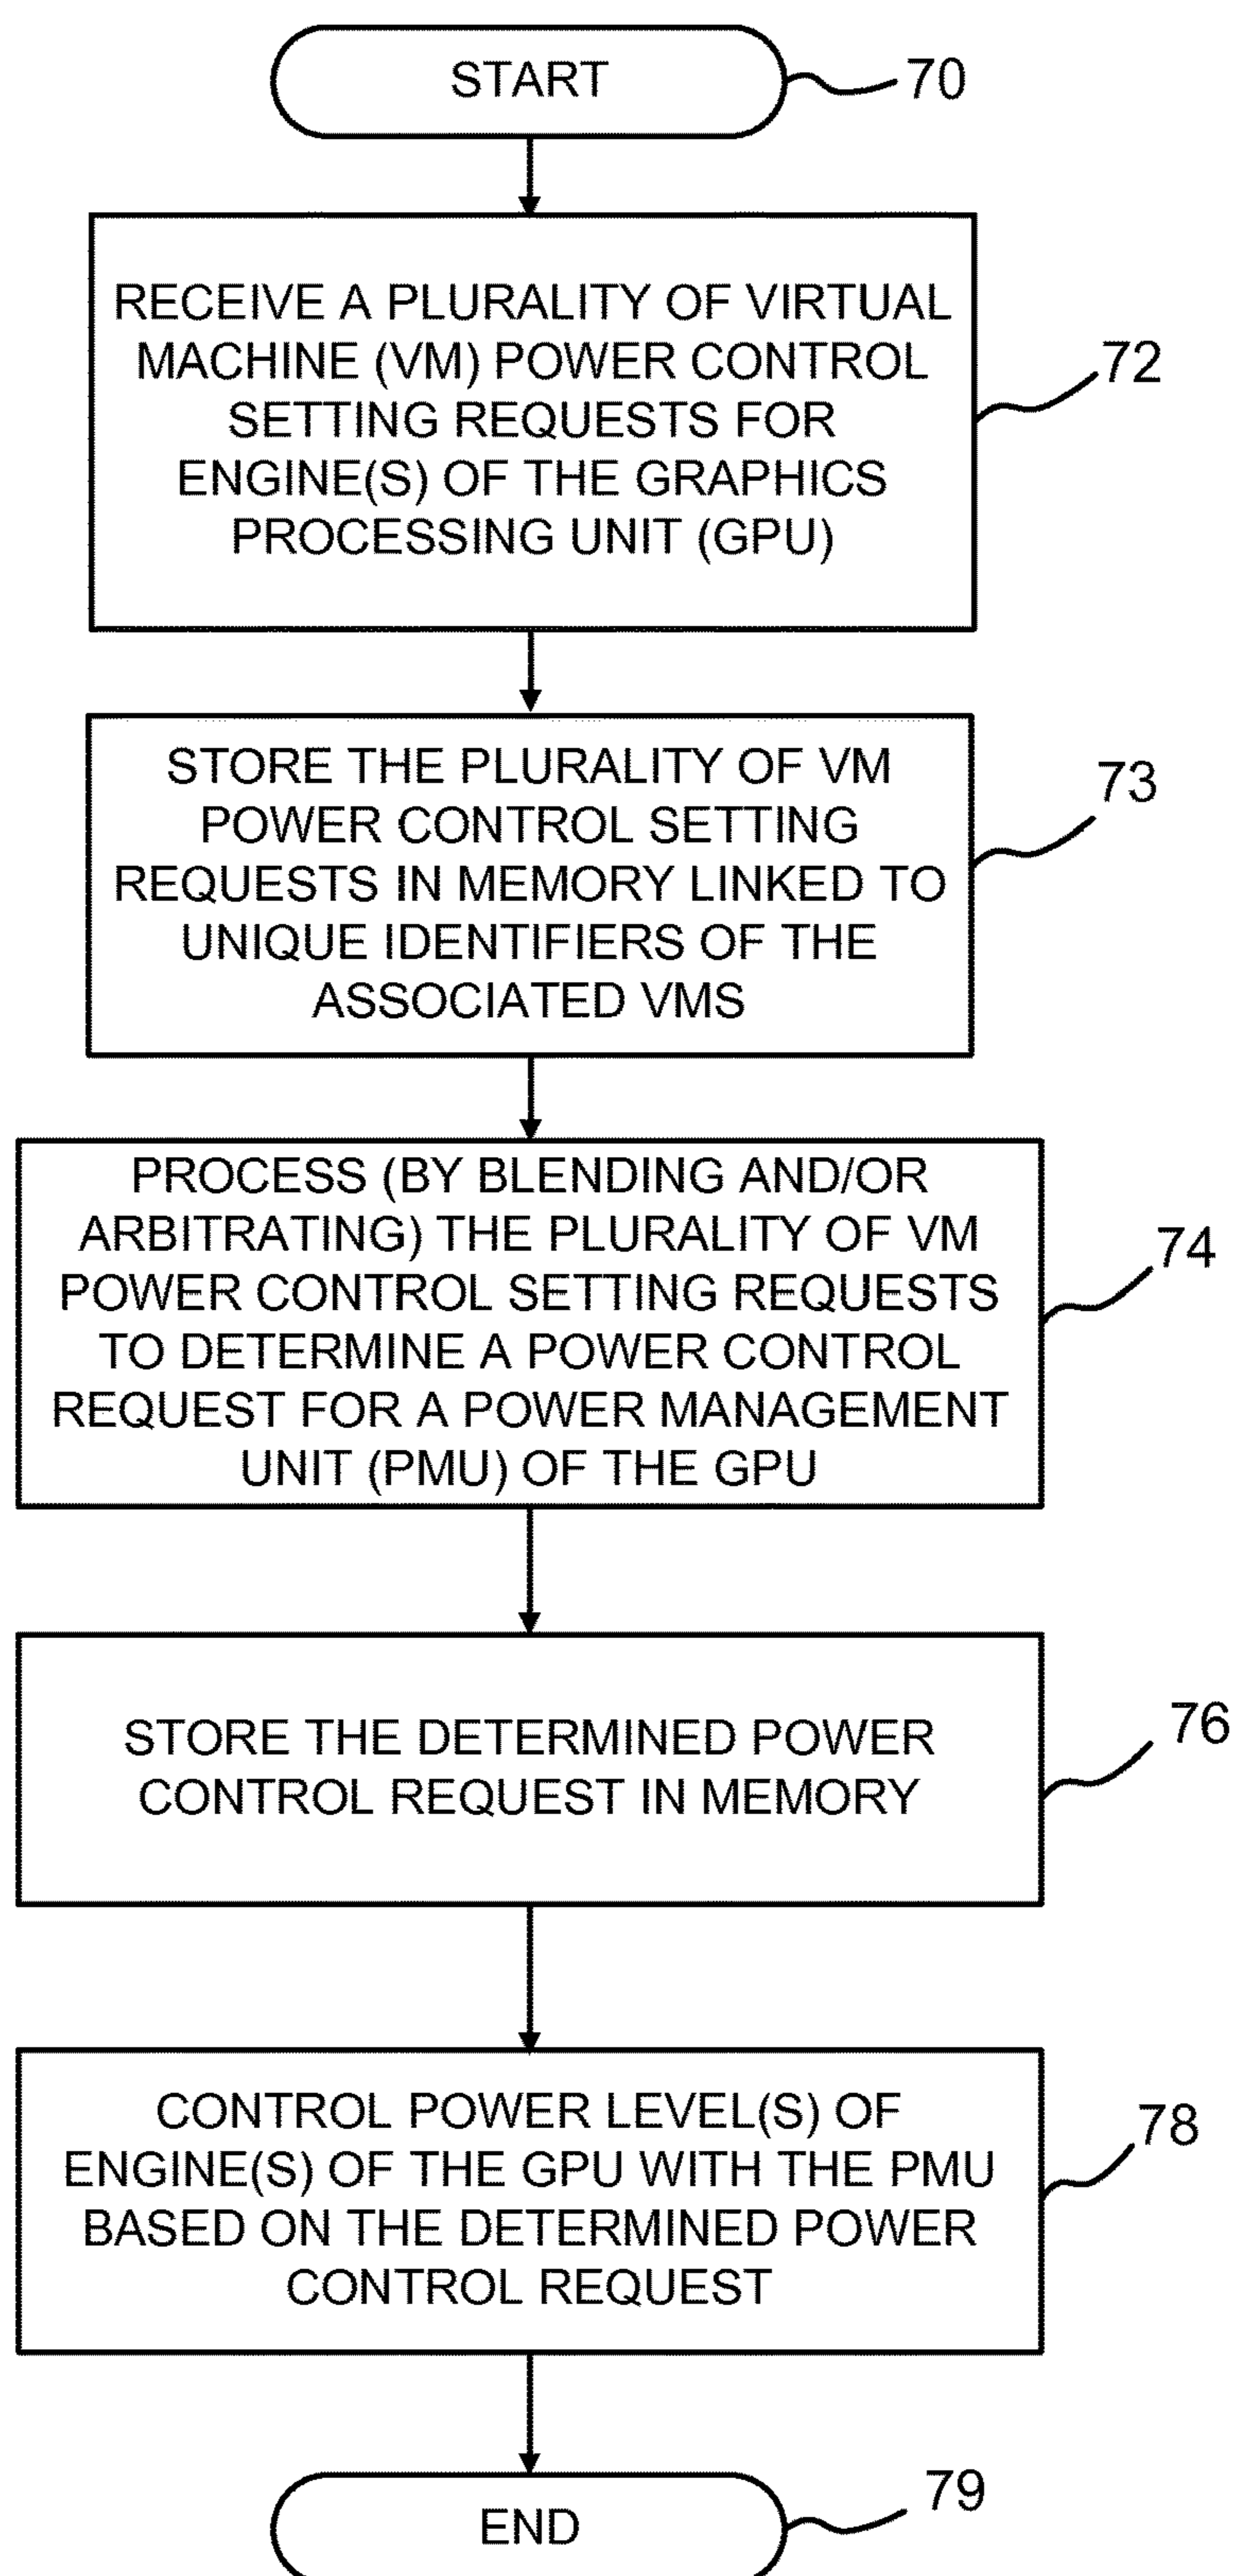 START
70
RECEIVE A PLURALITY OF VIRTUAL
MACHINE (VM) POWER CONTROL
SETTING REQUESTS FOR
ENGINE(S) OF THE GRAPHICS
PROCESSING UNIT (GPU)
72
STORE THE PLURALITY OF VM
POWER CONTROL SETTING
REQUESTS IN MEMORY LINKED TO
UNIQUE IDENTIFIERS OF THE
ASSOCIATED VMS
73
PROCESS (BY BLENDING AND/OR
ARBITRATING) THE PLURALITY OF VM
POWER CONTROL SETTING REQUESTS
TO DETERMINE A POWER CONTROL
REQUEST FOR A POWER MANAGEMENT
UNIT (PMU) OF THE GPU
74
STORE THE DETERMINED POWER
CONTROL REQUEST IN MEMORY
76
CONTROL POWER LEVEL(S) OF
ENGINE(S) OF THE GPU WITH THE PMU
BASED ON THE DETERMINED POWER
CONTROL REQUEST
78
END
79